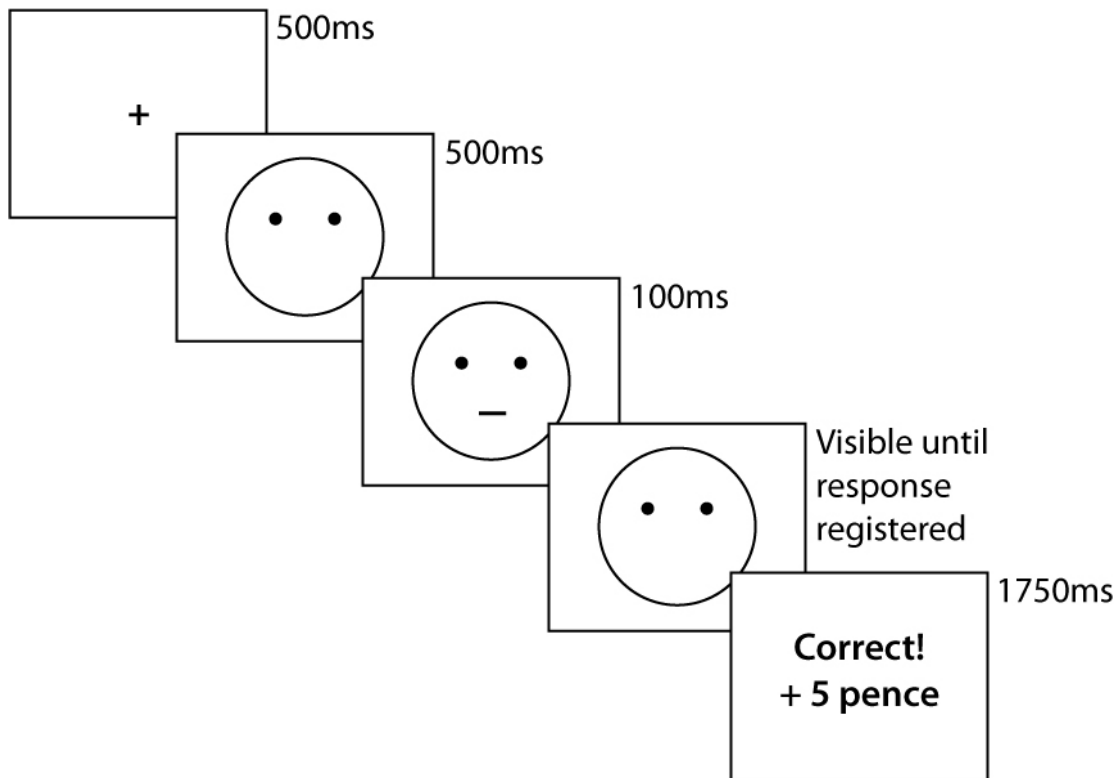 500ms
+
500ms
100ms
Visible until
response
registered
1750ms
Correct!
+ 5 pence